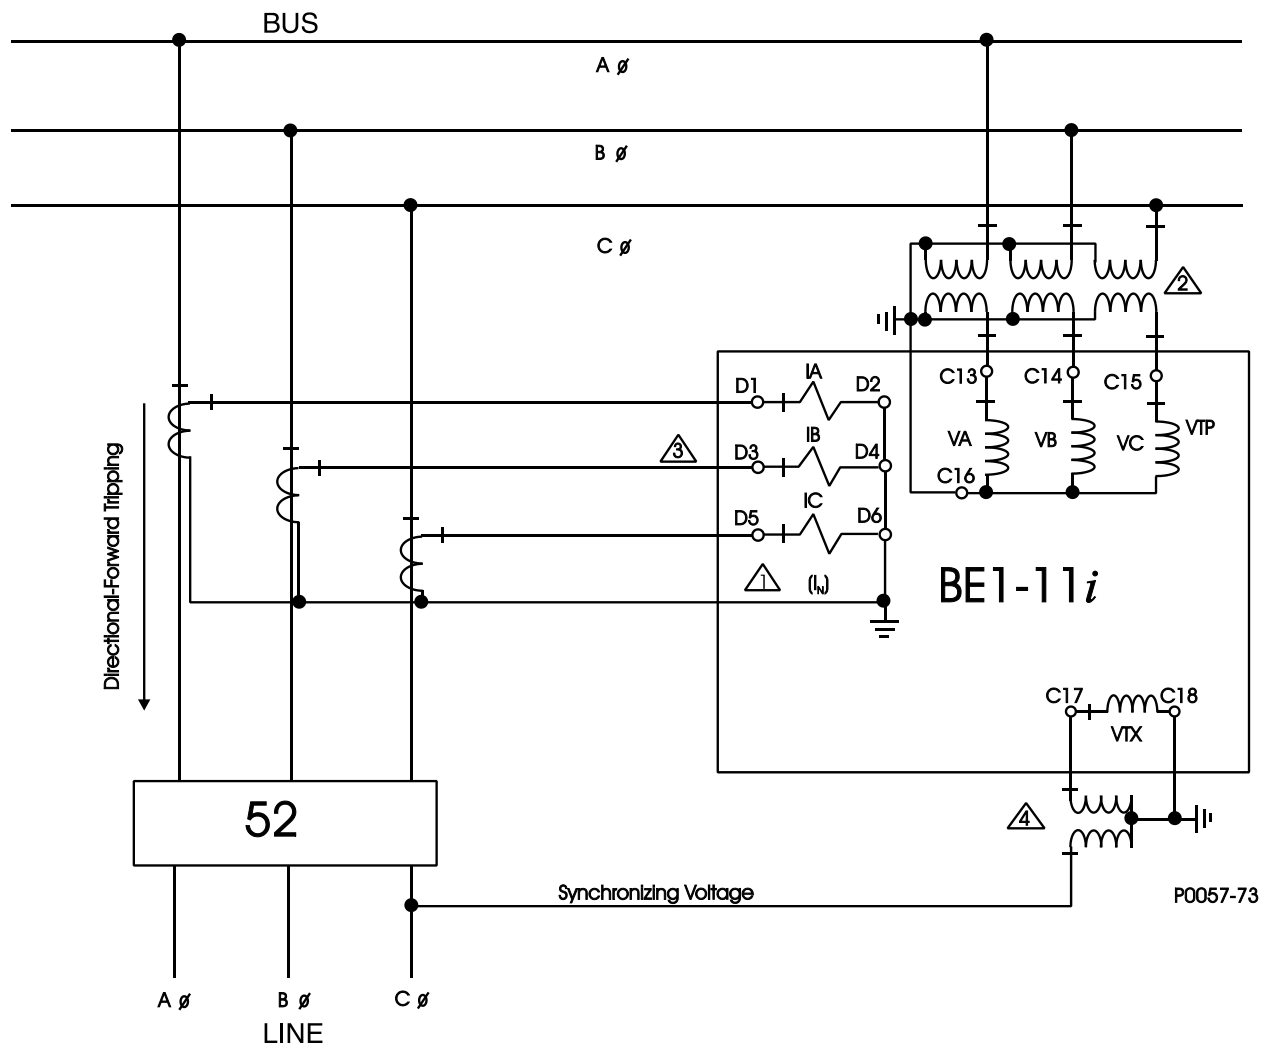 BUS
A ø
B ø
C ø
2
C13 C14 C15
D1 IA D2
VA VB VC VTP
3 D3 IB D4
C16
D5 IC D6
1 (IN)
BE1-11i
Directional-Forward Tripping
C17 C18
VTX
52
4
Synchronizing Voltage
P0057-73
A ø B ø C ø
LINE